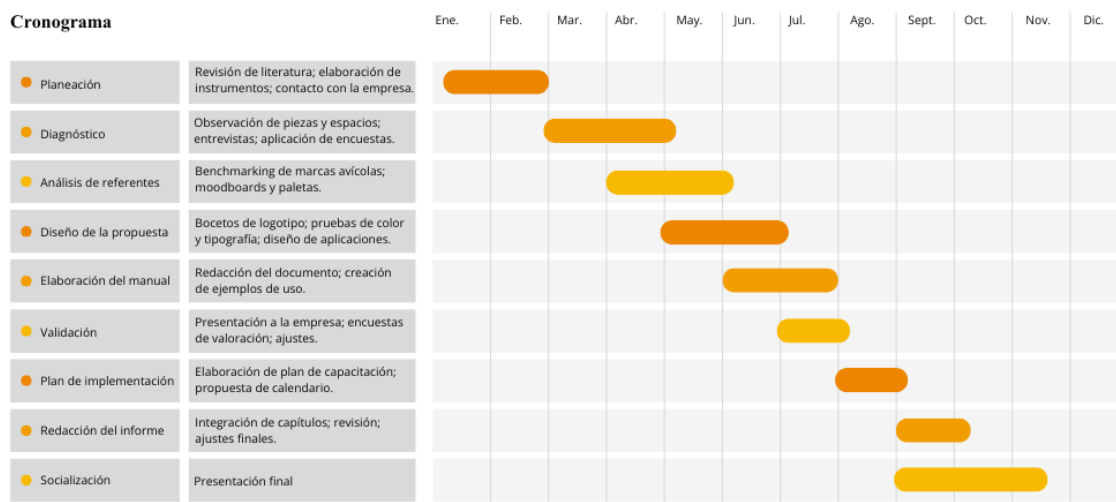 Cronograma
Ene. Feb. Mar. Abr. May. Jun. Jul. Ago. Sept. Oct. Nov. Dic.
Planeación
Revisión de literatura; elaboración de
instrumentos; contacto con la empresa.
Diagnóstico
Observación de piezas y espacios;
entrevistas; aplicación de encuestas.
Análisis de referentes
Benchmarking de marcas avícolas;
moodboards y paletas.
Diseño de la propuesta
Bocetos de logotipo; pruebas de color
y tipografía; diseño de aplicaciones.
Elaboración del manual
Redacción del documento; creación
de ejemplos de uso.
Validación
Presentación a la empresa; encuestas
de valoración; ajustes.
Plan de implementación
Elaboración de plan de capacitación;
propuesta de calendario.
Redacción del informe
Integración de capítulos; revisión;
ajustes finales.
Socialización
Presentación final